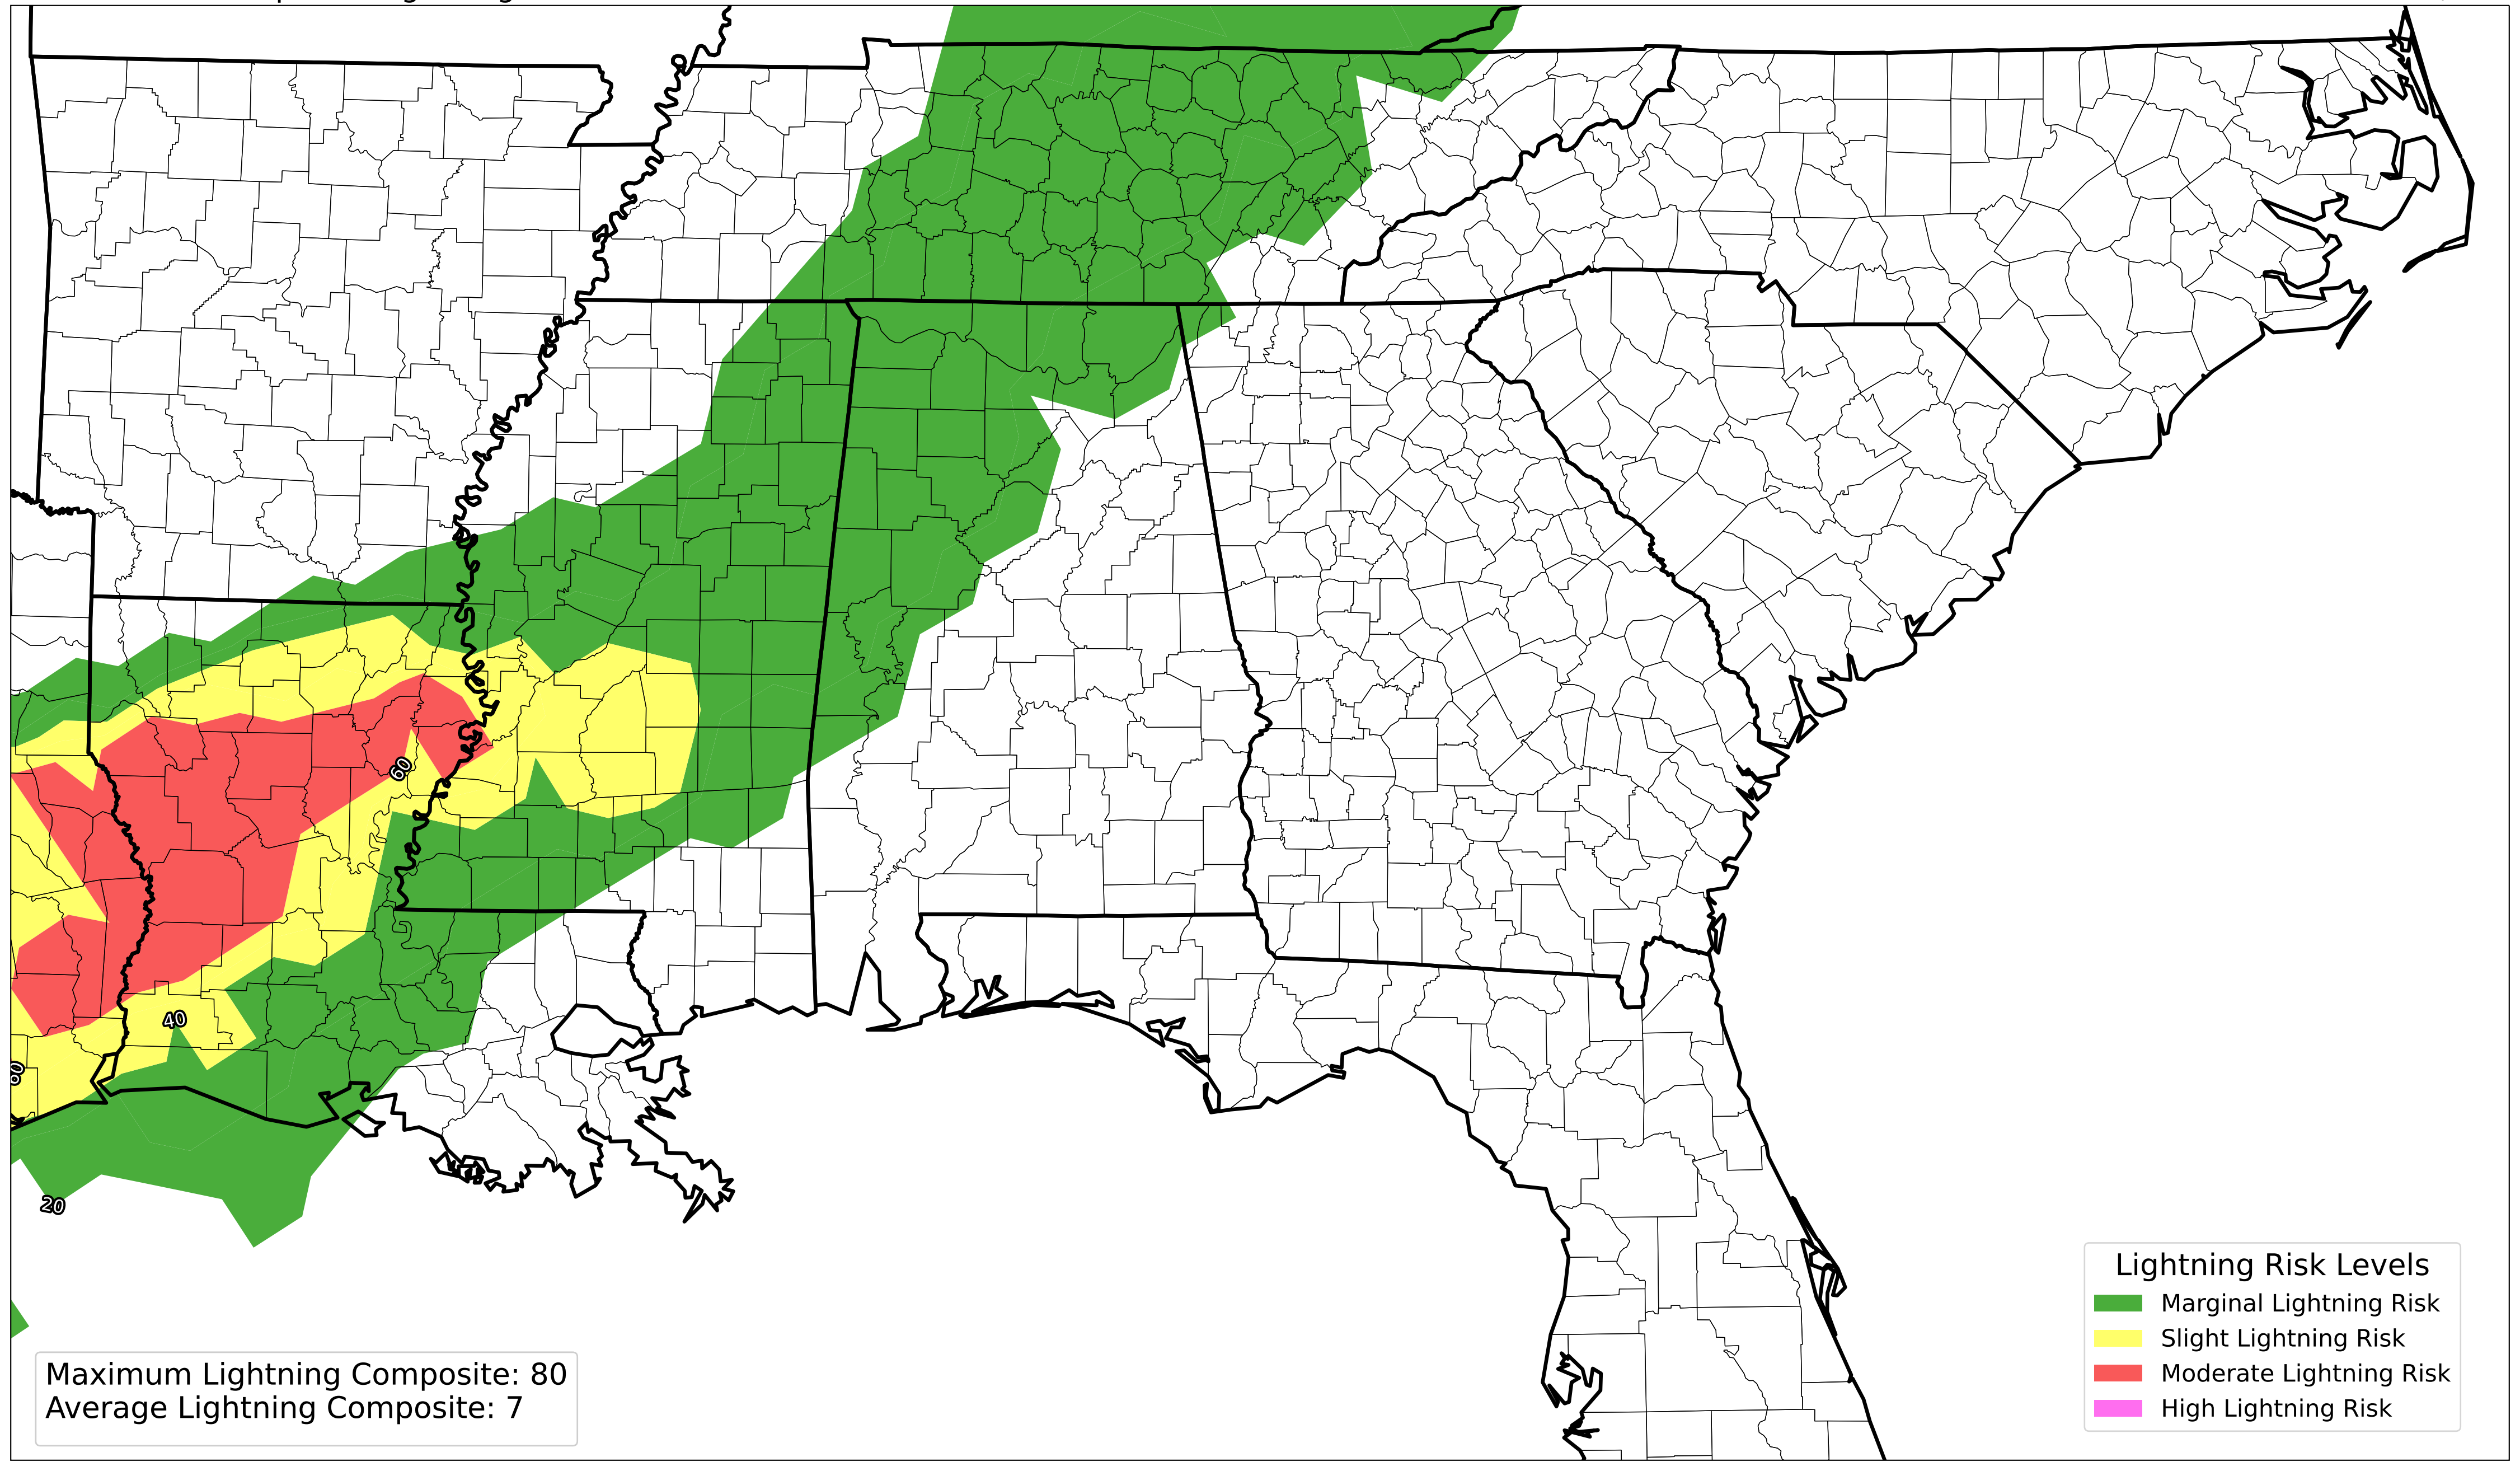 60
40
60
20
Lightning Risk Levels
Marginal Lightning Risk
Slight Lightning Risk
Moderate Lightning Risk
High Lightning Risk
Maximum Lightning Composite: 80
Average Lightning Composite: 7